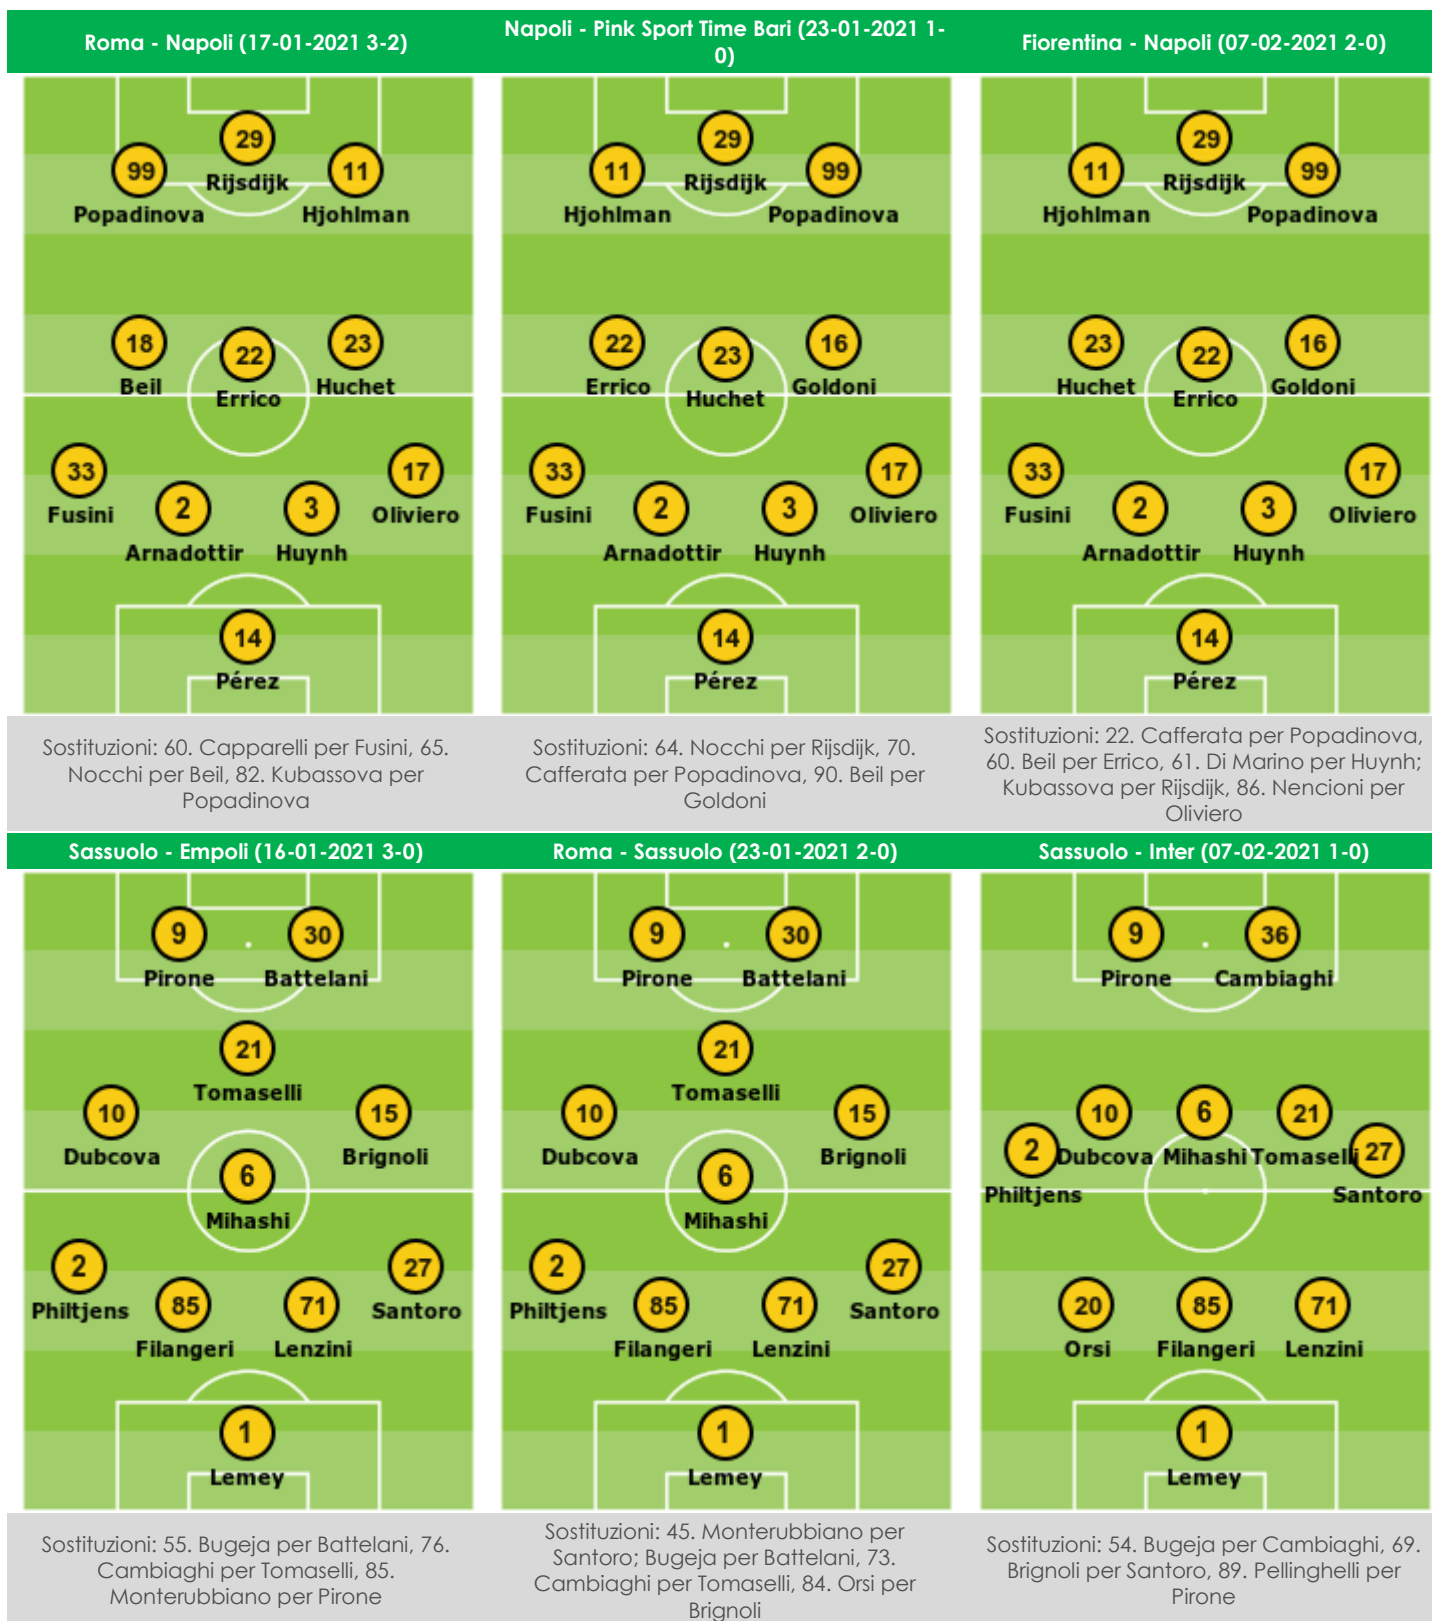 Roma - Napoli (17-01-2021 3-2)
29
99
11
Rijsdijk
Popadinova
Hjohlman
18
22
23
Beil
Errico
Huchet
33
17
2
3
Fusini
Oliviero
Arnadottir
Huynh
14
Pérez
Sostituzioni: 60. Capparelli per Fusini, 65.
Nocchi per Beil, 82. Kubassova per
Popadinova
Napoli - Pink Sport Time Bari (23-01-2021 1-
0)
29
11
99
Rijsdijk
Hjohlman
Popadinova
22
23
16
Errico
Huchet
Goldoni
33
17
2
3
Fusini
Oliviero
Arnadottir
Huynh
14
Pérez
Sostituzioni: 64. Nocchi per Rijsdijk, 70.
Cafferata per Popadinova, 90. Beil per
Goldoni
Fiorentina - Napoli (07-02-2021 2-0)
29
11
99
Rijsdijk
Hjohlman
Popadinova
23
22
16
Huchet
Errico
Goldoni
33
17
2
3
Fusini
Oliviero
Arnadottir
Huynh
14
Pérez
Sostituzioni: 22. Cafferata per Popadinova,
60. Beil per Errico, 61. Di Marino per Huynh;
Kubassova per Rijsdijk, 86. Nencioni per
Oliviero
Sassuolo - Empoli (16-01-2021 3-0)
9
30
Pirone
Battelani
21
Tomaselli
10
15
Dubcova
Brignoli
6
Mihashi
2
27
85
71
Philtjens
Santoro
Filangeri
Lenzini
1
Lemey
Sostituzioni: 55. Bugeja per Battelani, 76.
Cambiaghi per Tomaselli, 85.
Monterubbiano per Pirone
Roma - Sassuolo (23-01-2021 2-0)
9
30
Pirone
Battelani
21
Tomaselli
10
15
Dubcova
Brignoli
6
Mihashi
2
27
85
71
Philtjens
Santoro
Filangeri
Lenzini
1
Lemey
Sostituzioni: 45. Monterubbiano per
Santoro; Bugeja per Battelani, 73.
Cambiaghi per Tomaselli, 84. Orsi per
Brignoli
Sassuolo - Inter (07-02-2021 1-0)
9
36
Pirone
Cambiaghi
10
6
21
2
27
Dubcova
Mihashi
Tomaselli
Philtjens
Santoro
20
85
71
Orsi
Filangeri
Lenzini
1
Lemey
Sostituzioni: 54. Bugeja per Cambiaghi, 69.
Brignoli per Santoro, 89. Pellinghelli per
Pirone